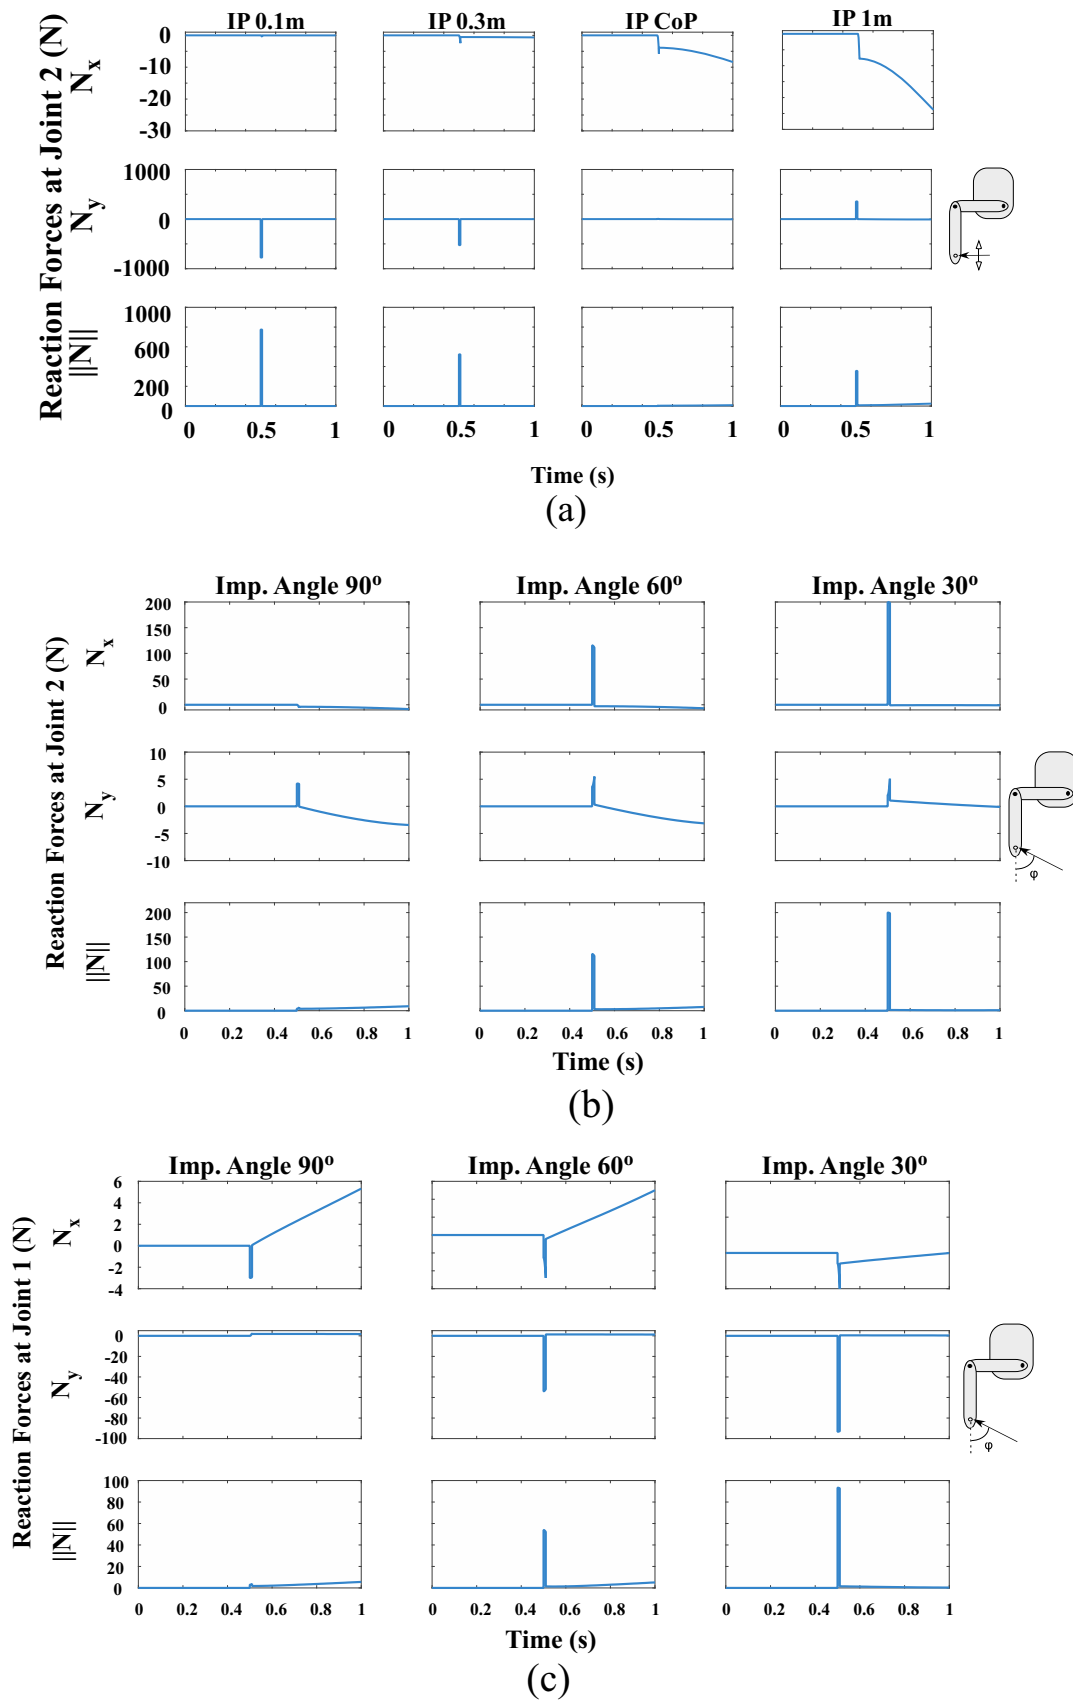 IP 0.1m IP 0.3m IP CoP IP 1m
Reaction Forces at Joint 2 (N)
Nx
0
-10
-20
-30
Ny
1000
0
-1000
||N||
1000
600
200
0
0 0.5 1 0 0.5 1 0 0.5 1 0 0.5 1
Time (s)
(a)
Imp. Angle 90o Imp. Angle 60o Imp. Angle 30o
Reaction Forces at Joint 2 (N)
Nx
200
150
100
50
0
Ny
10
5
0
-5
-10
φ
||N||
200
150
100
50
0
0 0.2 0.4 0.6 0.8 1 0 0.2 0.4 0.6 0.8 1 0 0.2 0.4 0.6 0.8 1
Time (s)
(b)
Imp. Angle 90o Imp. Angle 60o Imp. Angle 30o
Reaction Forces at Joint 1 (N)
Nx
6
4
2
0
-2
-4
Ny
0
-20
-40
-60
-80
-100
φ
||N||
100
80
60
40
20
0
0 0.2 0.4 0.6 0.8 1 0 0.2 0.4 0.6 0.8 1 0 0.2 0.4 0.6 0.8 1
Time (s)
(c)